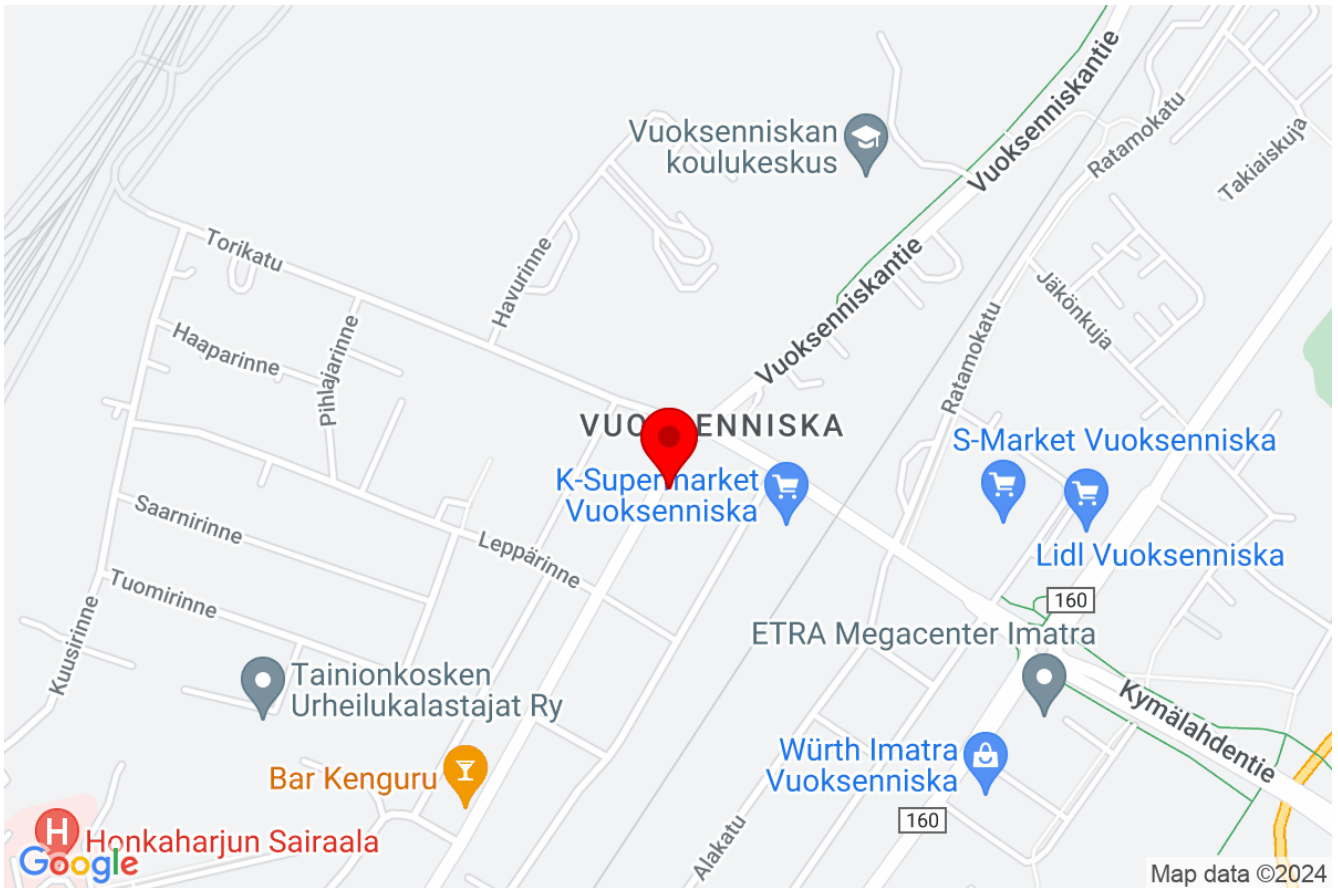 Vuoksenniskantie
Ratamokatu
Takiaiskuja
Vuoksenniskan
koulukeskus
Torikatu
Havurinne
Vuoksenniskantie
Jäkönkuja
Haaparinne
Pihlajarinne
Ratamokatu
VUOKSENNISKA
S-Market Vuoksenniska
K-Supermarket
Vuoksenniska
Saarnirinne
Leppärinne
Lidl Vuoksenniska
Tuomirinne
160
Kuusirinne
ETRA Megacenter Imatra
Tainionkosken
Urheilukalastajat Ry
Kymälahdentie
Bar Kenguru
Würth Imatra
Vuoksenniska
160
Alakatu
H
Honkaharjun Sairaala
Google
Map data ©2024